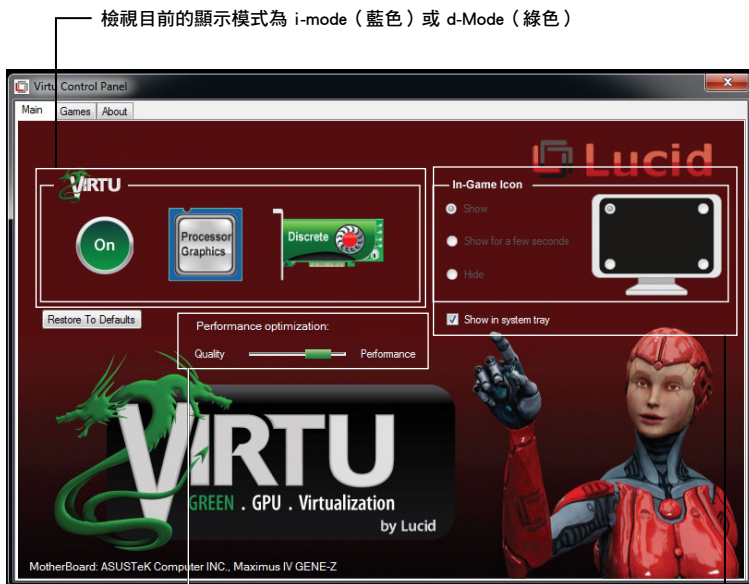 檢視目前的顯示模式為 i-mode（藍色）或 d-Mode（綠色）
Virtu Control Panel
Main Games About
Lucid
VIRTU
On
Processor Graphics
Discrete
In-Game Icon
Show
Show for a few seconds
Hide
Restore To Defaults
Show in system tray
Performance optimization:
Quality Performance
VIRTU
GREEN . GPU . Virtualization
by Lucid
MotherBoard: ASUSTeK Computer INC., Maximus IV GENE-Z